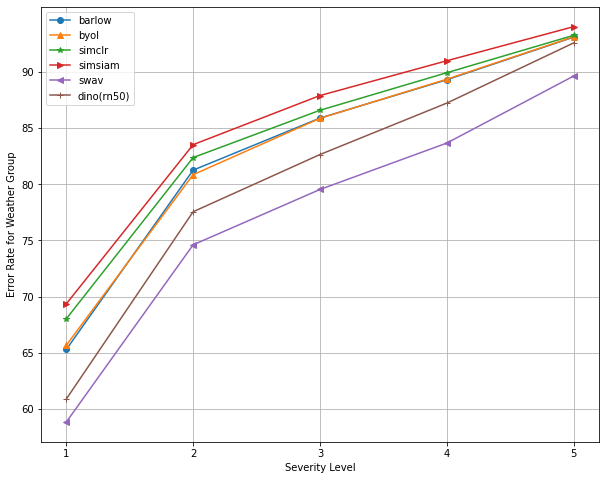 barlow
byol
simclr
simsiam
swav
dino(rn50)
Error Rate for Weather Group
90
85
80
75
70
65
60
1 2 3 4 5
Severity Level